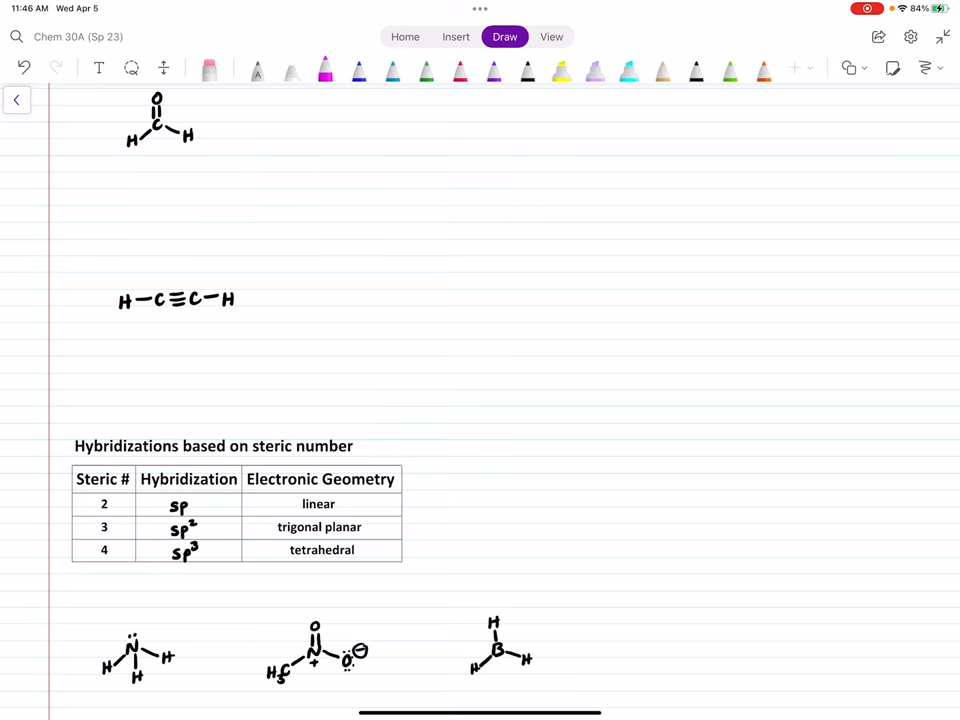 11:46 AM Wed Apr 5
84%
Chem 30A (Sp 23)
Home Insert Draw View
T
A
O
C
H H
H-C≡C-H
Hybridizations based on steric number
Steric # Hybridization Electronic Geometry
2 sp linear
3 sp² trigonal planar
4 sp³ tetrahedral
N
H H
H
O
N
+
H₃C O ⊖
H
B
H H